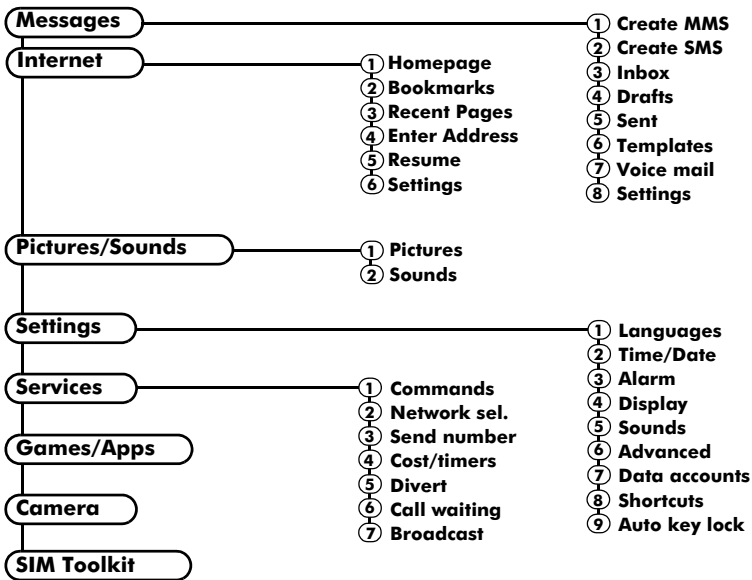 Messages
1 Create MMS
2 Create SMS
3 Inbox
4 Drafts
5 Sent
6 Templates
7 Voice mail
8 Settings
Internet
1 Homepage
2 Bookmarks
3 Recent Pages
4 Enter Address
5 Resume
6 Settings
Pictures/Sounds
1 Pictures
2 Sounds
Settings
1 Languages
2 Time/Date
3 Alarm
4 Display
5 Sounds
6 Advanced
7 Data accounts
8 Shortcuts
9 Auto key lock
Services
1 Commands
2 Network sel.
3 Send number
4 Cost/timers
5 Divert
6 Call waiting
7 Broadcast
Games/Apps
Camera
SIM Toolkit